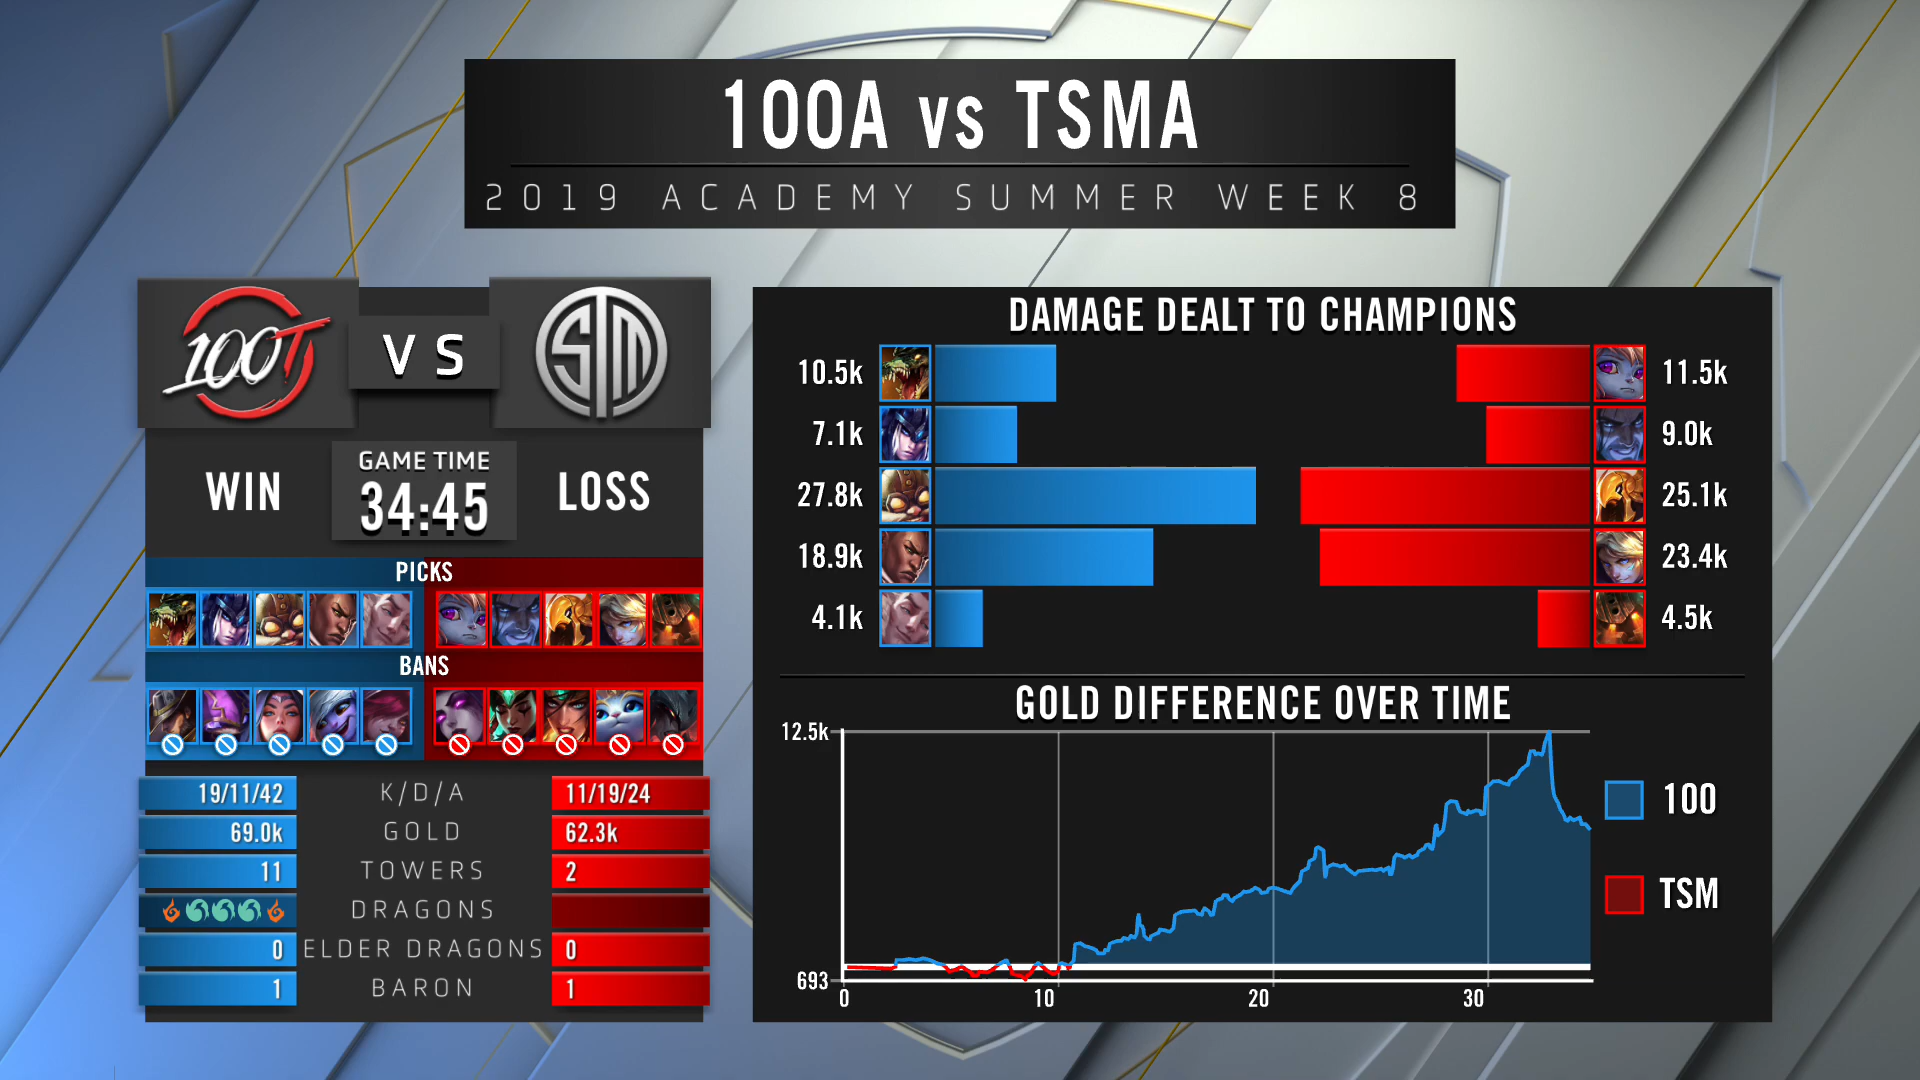 100A vs TSMA
2019 ACADEMY SUMMER WEEK 8
100T
VS
TSM
WIN
GAME TIME
34:45
LOSS
PICKS
BANS
19/11/42 K/D/A 11/19/24
69.0k GOLD 62.3k
11 TOWERS 2
DRAGONS
0 ELDER DRAGONS 0
1 BARON 1
DAMAGE DEALT TO CHAMPIONS
10.5k 11.5k
7.1k 9.0k
27.8k 25.1k
18.9k 23.4k
4.1k 4.5k
GOLD DIFFERENCE OVER TIME
12.5k
693
0 10 20 30
100
TSM